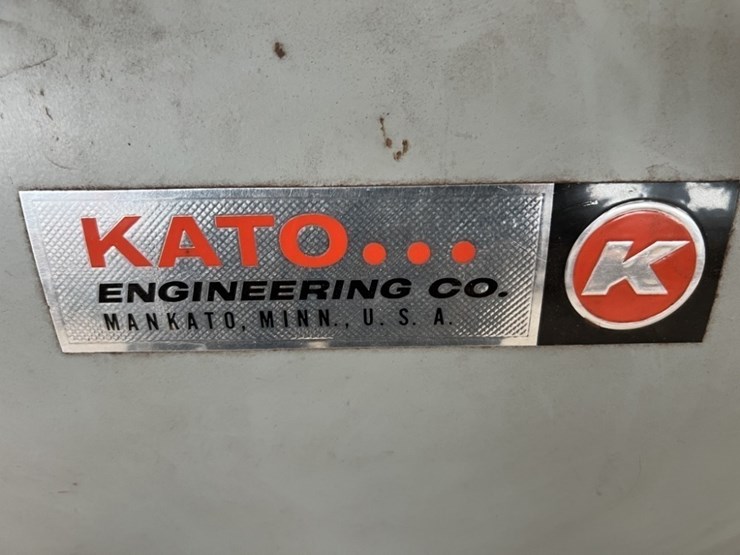 KATO...
ENGINEERING CO.
MANKATO, MINN., U. S. A.
K